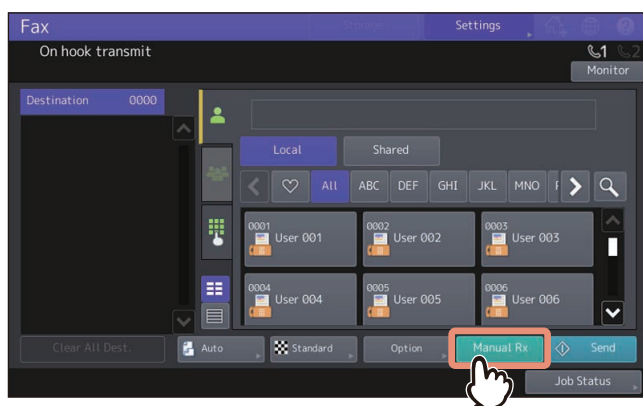 Fax
Storage
Settings
On hook transmit
1
2
Monitor
Destination 0000
Local
Shared
All
ABC
DEF
GHI
JKL
MNO
0001
User 001
0002
User 002
0003
User 003
0004
User 004
0005
User 005
0006
User 006
Clear All Dest.
Auto
Standard
Option
Manual Rx
Send
Job Status